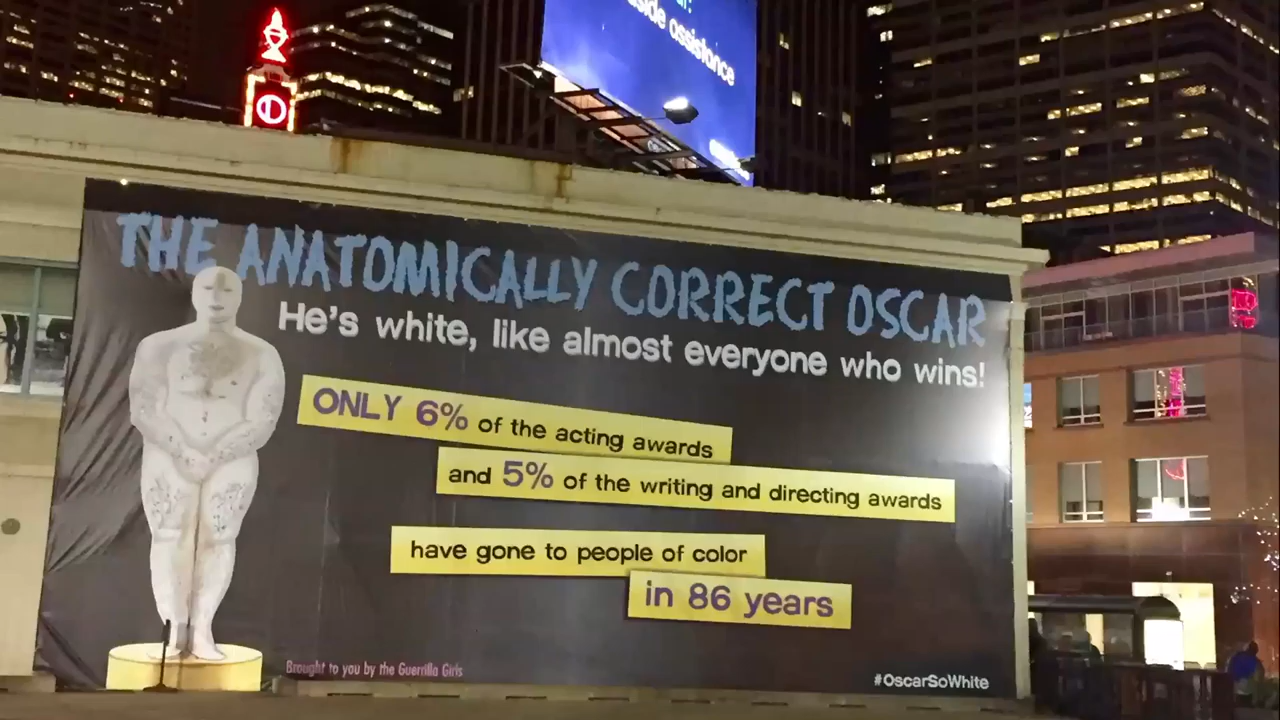 side assistance
THE ANATOMICALLY CORRECT OSCAR
He's white, like almost everyone who wins!
ONLY 6% of the acting awards
and 5% of the writing and directing awards
have gone to people of color
in 86 years
Brought to you by the Guerrilla Girls
#OscarSoWhite